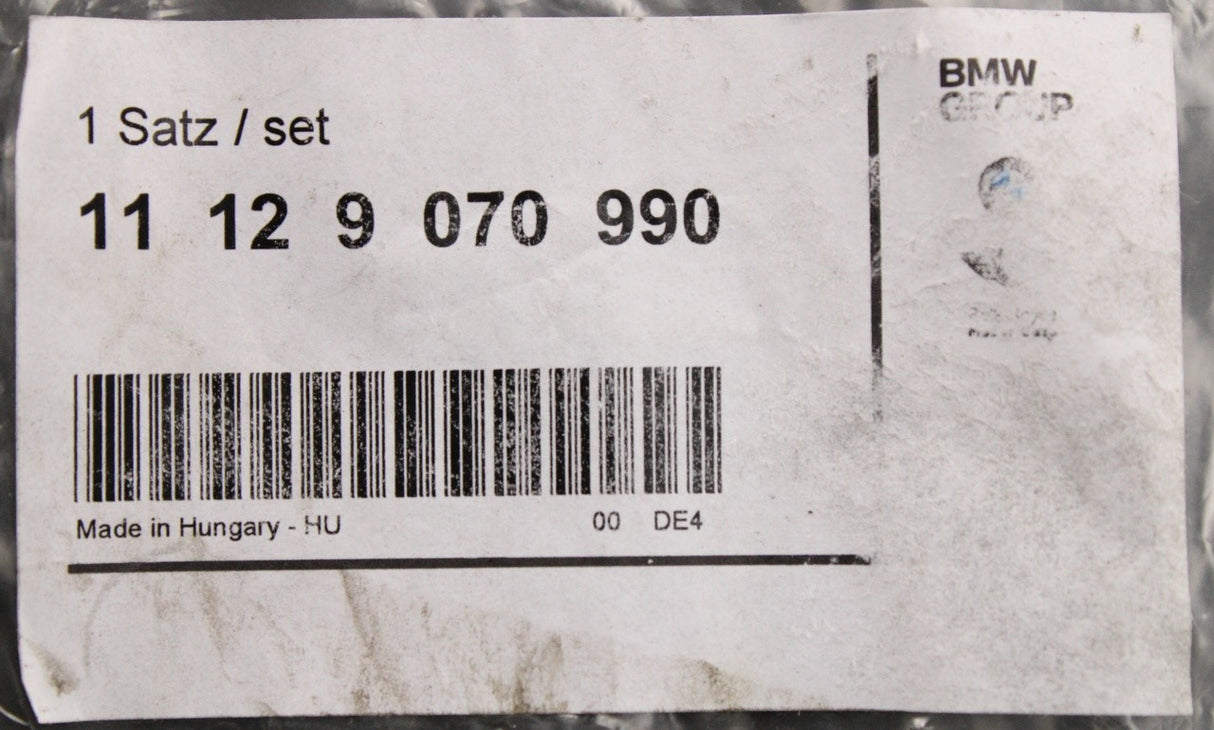 1 Satz / set
11 12 9 070 990
Made in Hungary - HU
00 DE4
BMW
GROUP